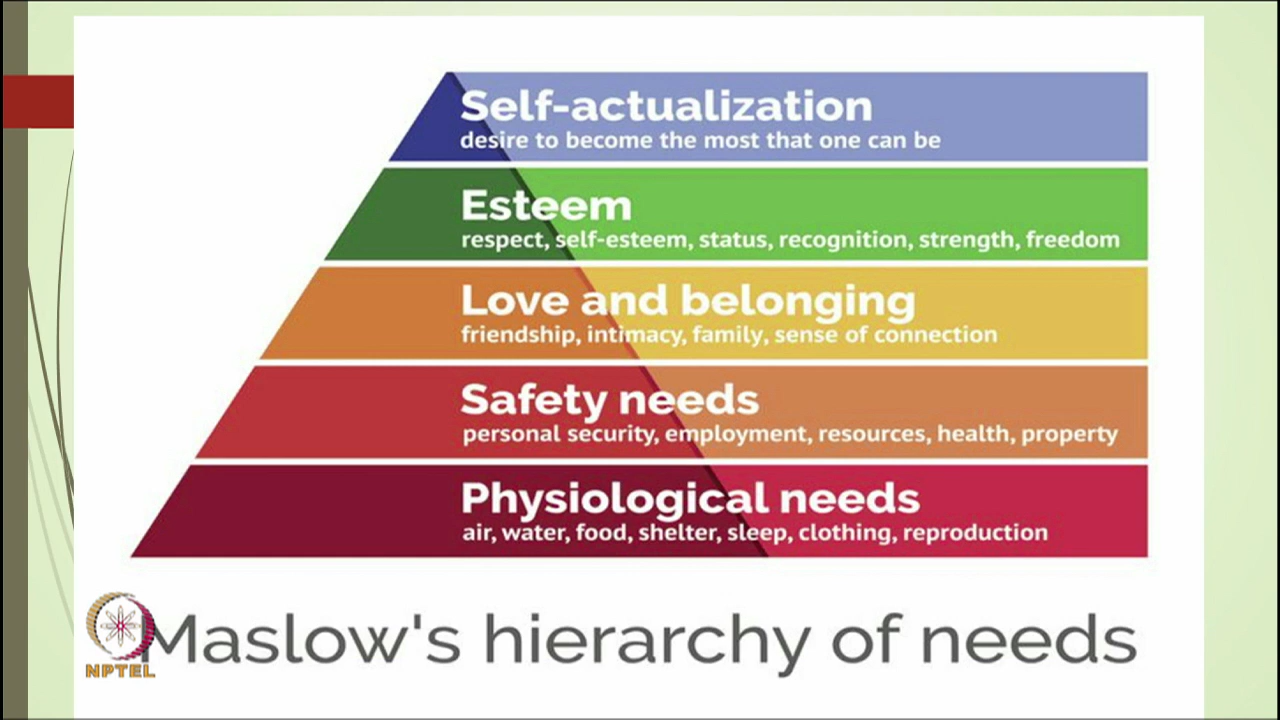 Self-actualization
desire to become the most that one can be
Esteem
respect, self-esteem, status, recognition, strength, freedom
Love and belonging
friendship, intimacy, family, sense of connection
Safety needs
personal security, employment, resources, health, property
Physiological needs
air, water, food, shelter, sleep, clothing, reproduction
Maslow's hierarchy of needs
NPTEL